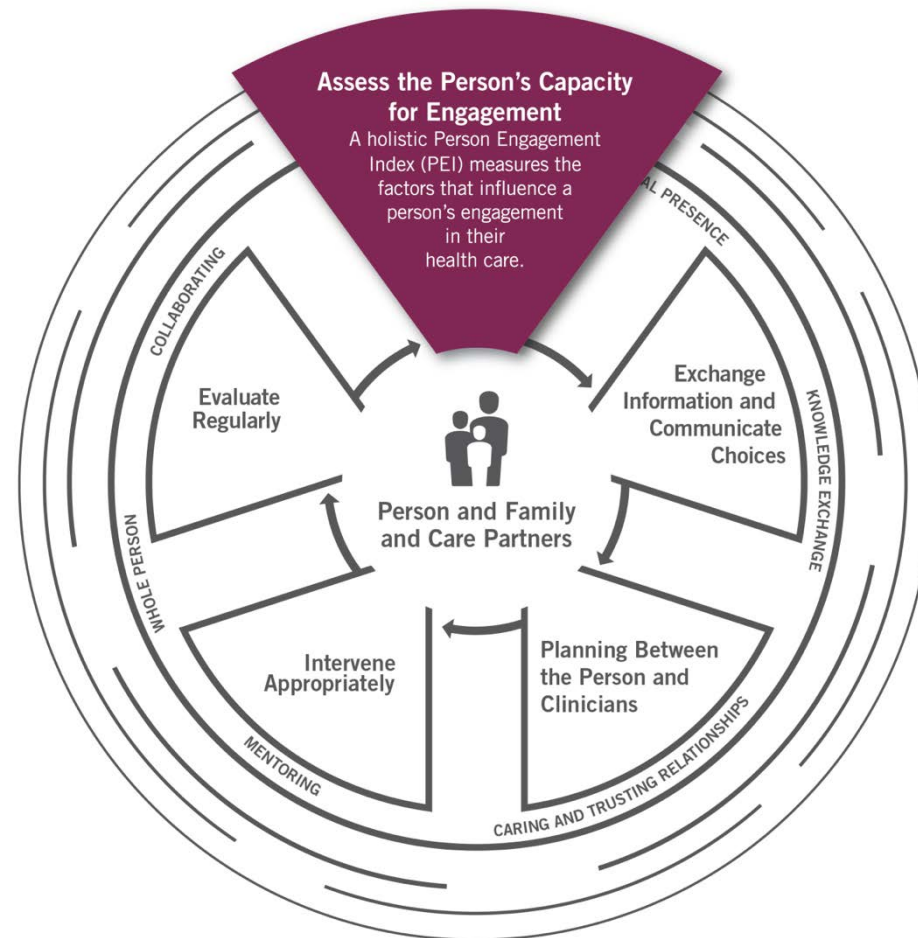 Assess the Person's Capacity
for Engagement
A holistic Person Engagement
Index (PEI) measures the
factors that influence a
person's engagement
in their
health care.
PRESENCE
COLLABORATING
Evaluate
Regularly
Exchange
Information and
Communicate
Choices
KNOWLEDGE EXCHANGE
Person and Family
and Care Partners
WHOLE PERSON
Intervene
Appropriately
Planning Between
the Person and
Clinicians
MENTORING
CARING AND TRUSTING RELATIONSHIPS